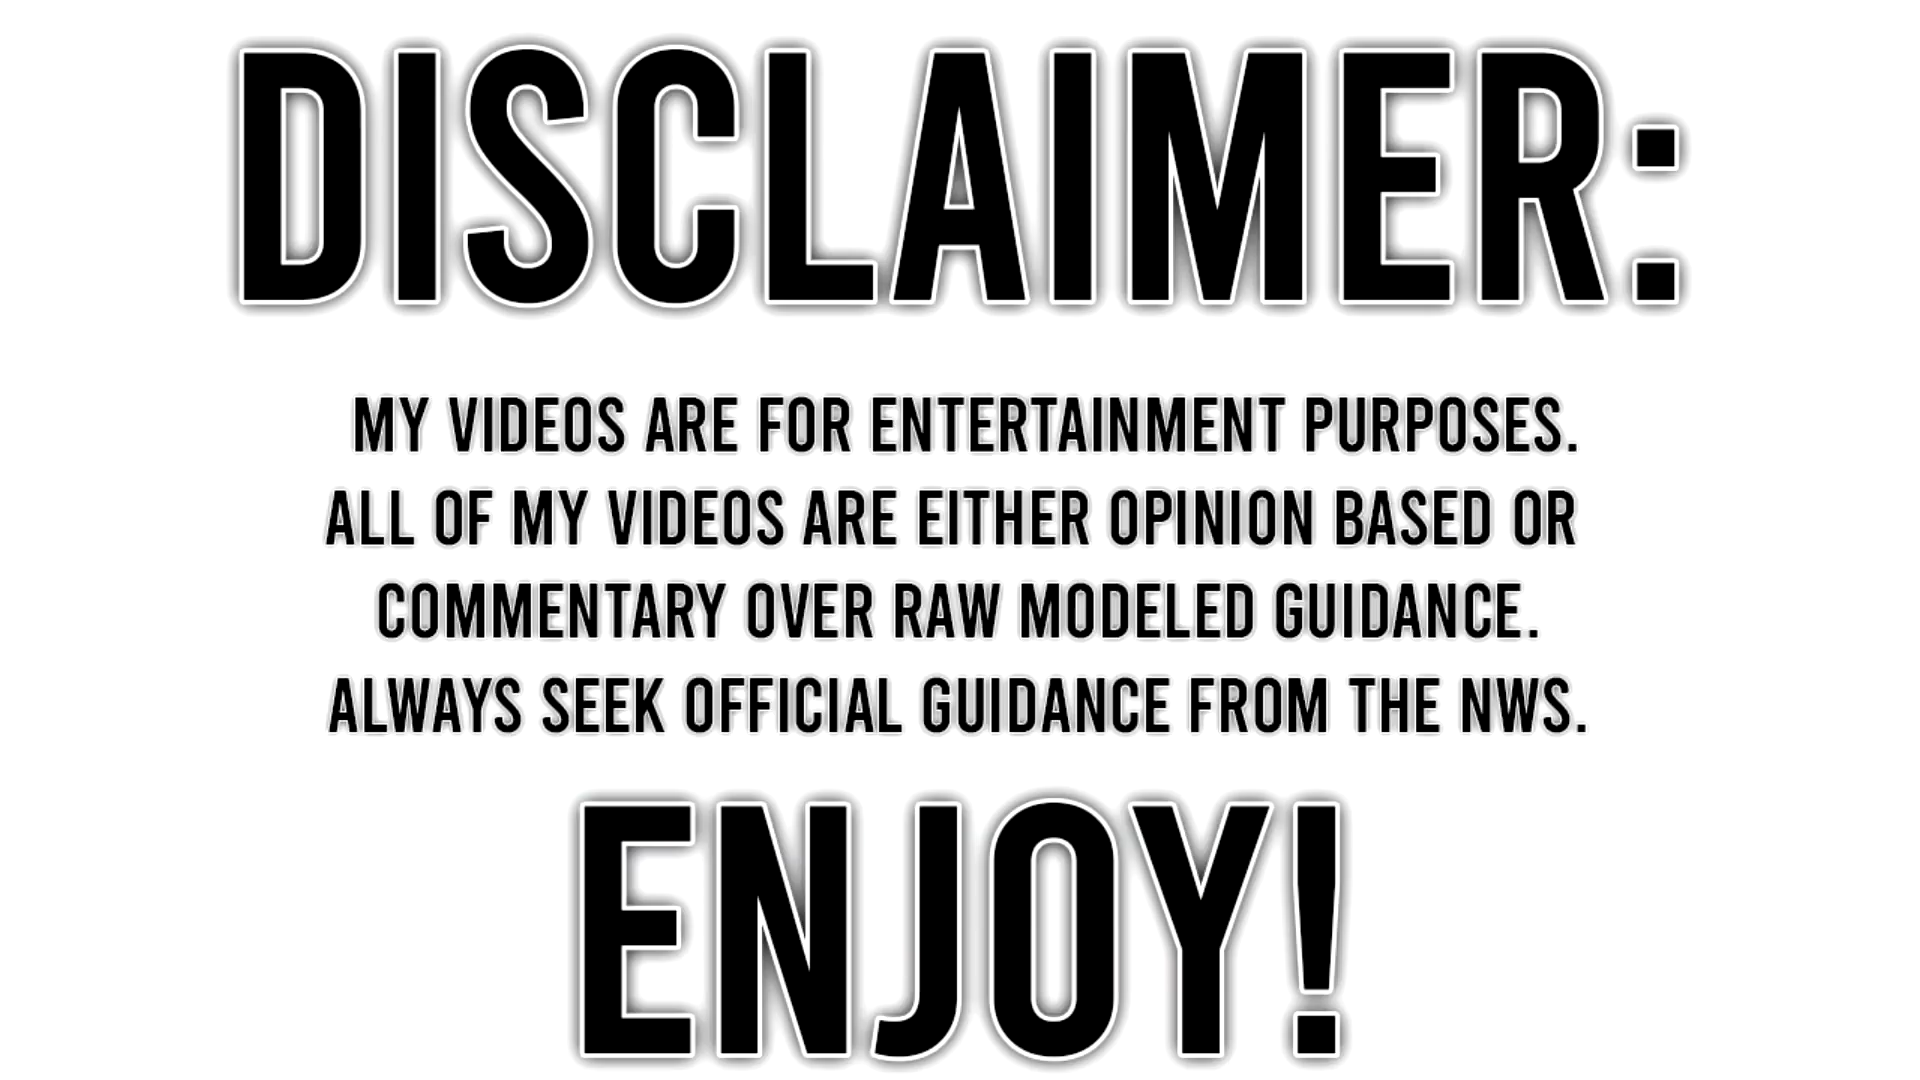 DISCLAIMER:
MY VIDEOS ARE FOR ENTERTAINMENT PURPOSES.
ALL OF MY VIDEOS ARE EITHER OPINION BASED OR
COMMENTARY OVER RAW MODELED GUIDANCE.
ALWAYS SEEK OFFICIAL GUIDANCE FROM THE NWS.
ENJOY!